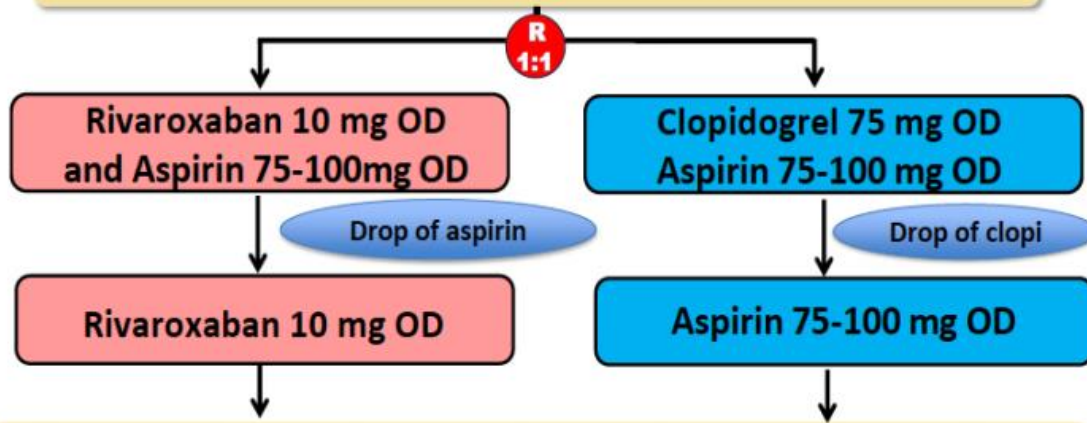 R
1:1
Rivaroxaban 10 mg OD
and Aspirin 75-100mg OD
Clopidogrel 75 mg OD
Aspirin 75-100 mg OD
Drop of aspirin
Drop of clopi
Rivaroxaban 10 mg OD
Aspirin 75-100 mg OD